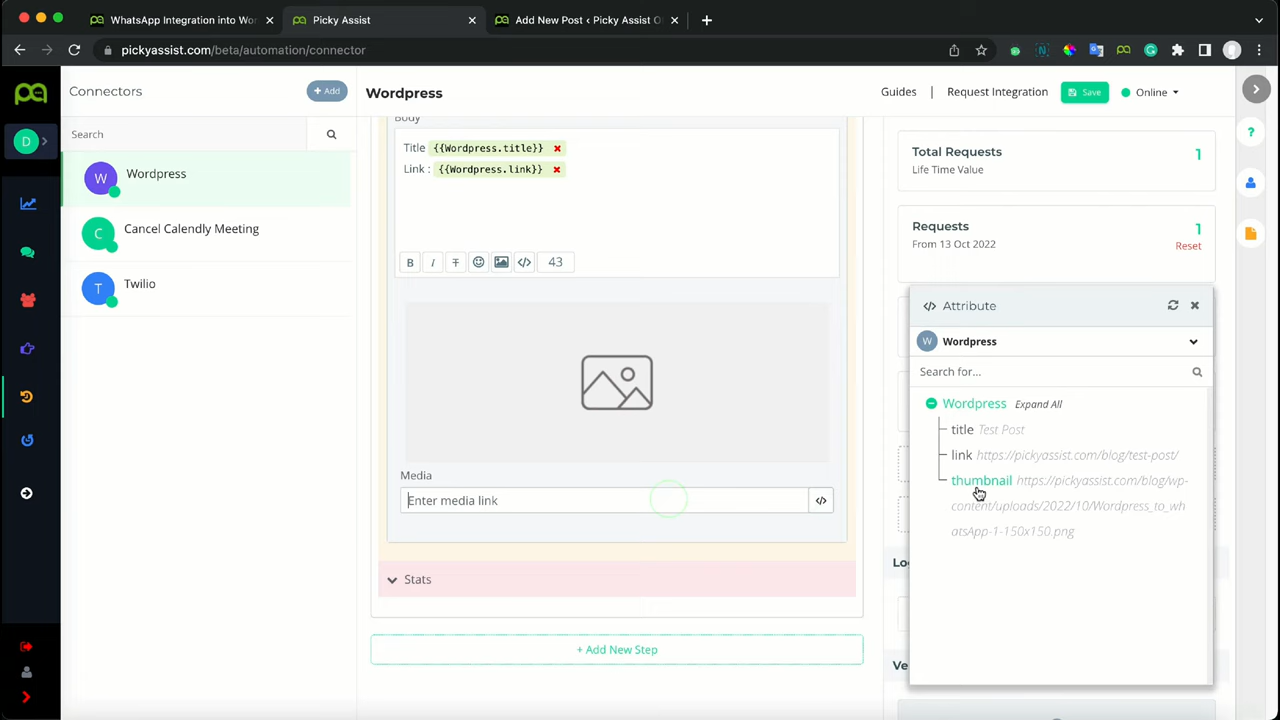 WhatsApp Integration into Wor
Picky Assist
Add New Post ‹ Picky Assist O
pickyassist.com/beta/automation/connector
Connectors
+ Add
Wordpress
Guides | Request Integration
Save
Online
Search
W Wordpress
C Cancel Calendly Meeting
T Twilio
D
Body
Title {{Wordpress.title}}
Link : {{Wordpress.link}}
B I T 43
Media
Enter media link
Stats
+ Add New Step
Total Requests 1
Life Time Value
Requests 1
From 13 Oct 2022 Reset
</> Attribute
W Wordpress
Search for...
Wordpress Expand All
title Test Post
link https://pickyassist.com/blog/test-post/
thumbnail https://pickyassist.com/blog/wp-
content/uploads/2022/10/Wordpress_to_wh
atsApp-1-150x150.png
Lo
Ve